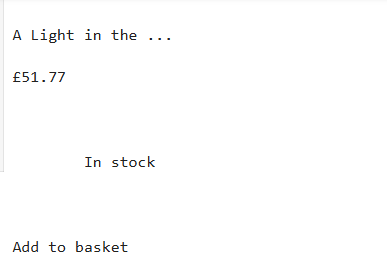 A Light in the ...
£51.77
In stock
Add to basket